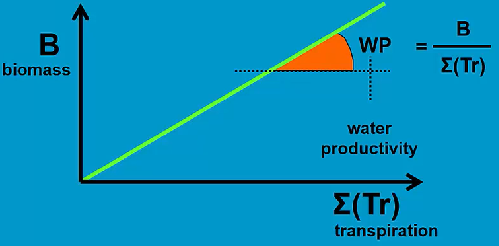 B
biomass
WP
= B
Σ(Tr)
water
productivity
Σ(Tr)
transpiration